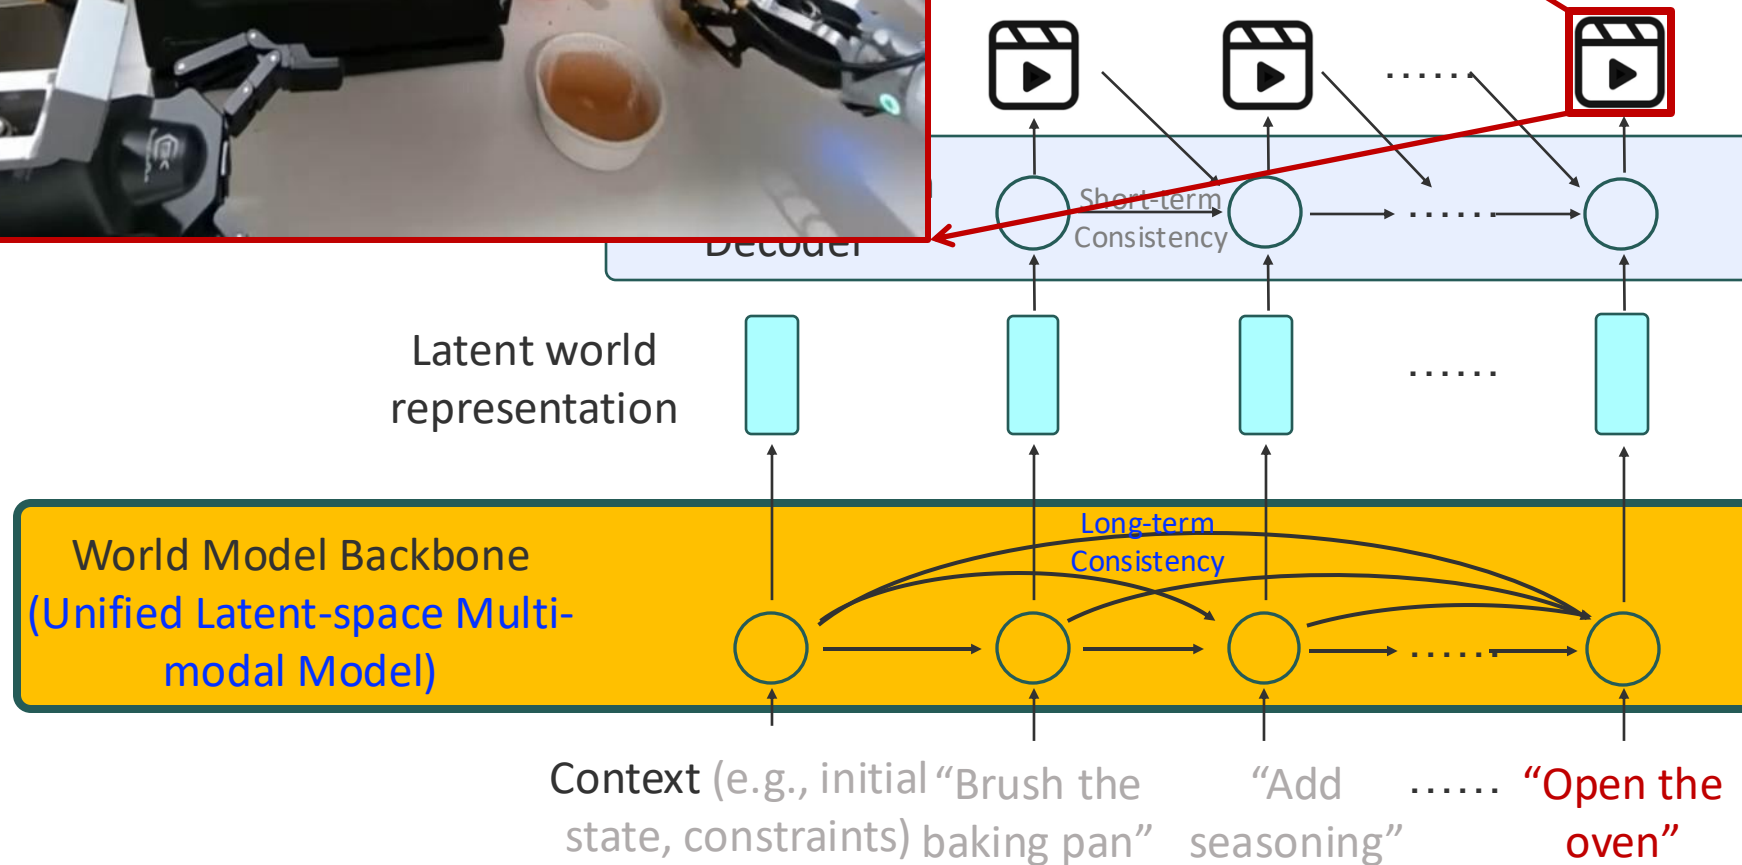 Short-term
Consistency
Decoder
Latent world
representation
......
......
......
World Model Backbone
(Unified Latent-space Multi-
modal Model)
Long-term
Consistency
......
Context (e.g., initial
state, constraints)
“Brush the
baking pan”
“Add
seasoning”
......
“Open the
oven”